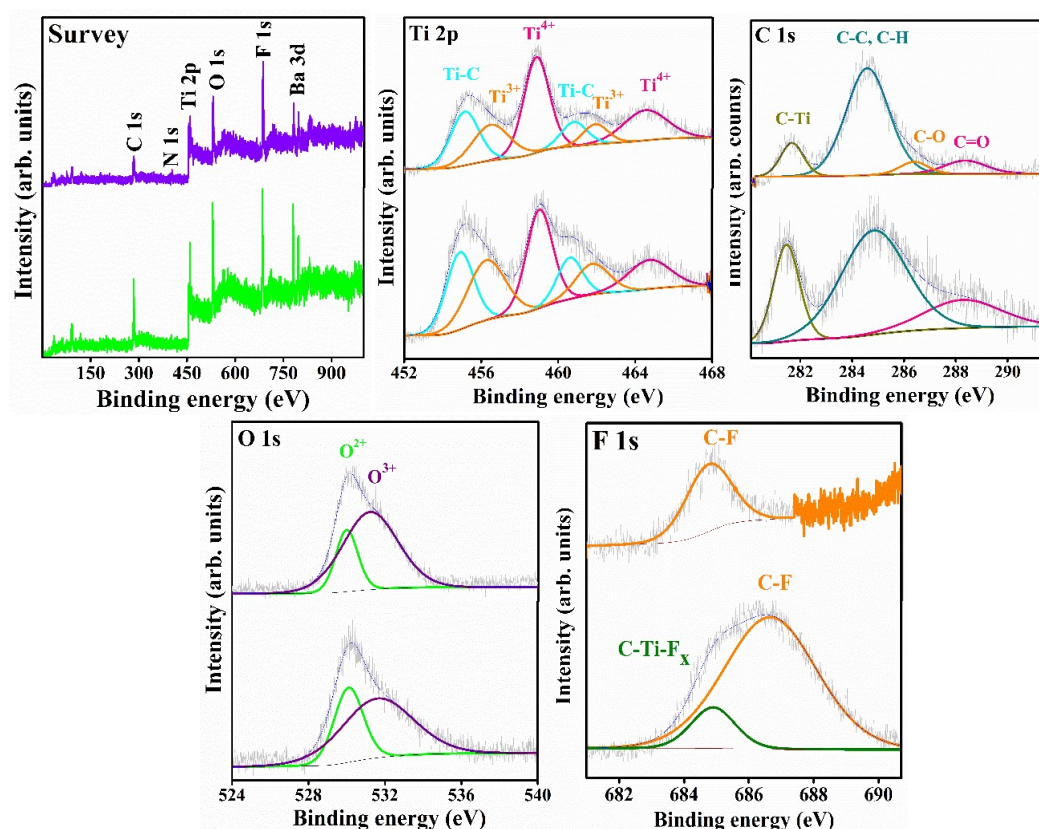 Survey
C 1s
N 1s
Ti 2p
O 1s
F 1s
Ba 3d
Intensity (arb. units)
150 300 450 600 750 900
Binding energy (eV)
Ti 2p
Ti-C
Ti3+
Ti4+
Ti-C
Ti3+
Ti4+
Intensity (arb. units)
452 456 460 464 468
Binding energy (eV)
C 1s
C-C, C-H
C-Ti
C-O
C=O
Intensity (arb. counts)
282 284 286 288 290
Binding energy (eV)
O 1s
O2+
O3+
Intensity (arb. units)
524 528 532 536 540
Binding energy (eV)
F 1s
C-F
C-F
C-Ti-Fx
Intensity (arb. units)
682 684 686 688 690
Binding energy (eV)